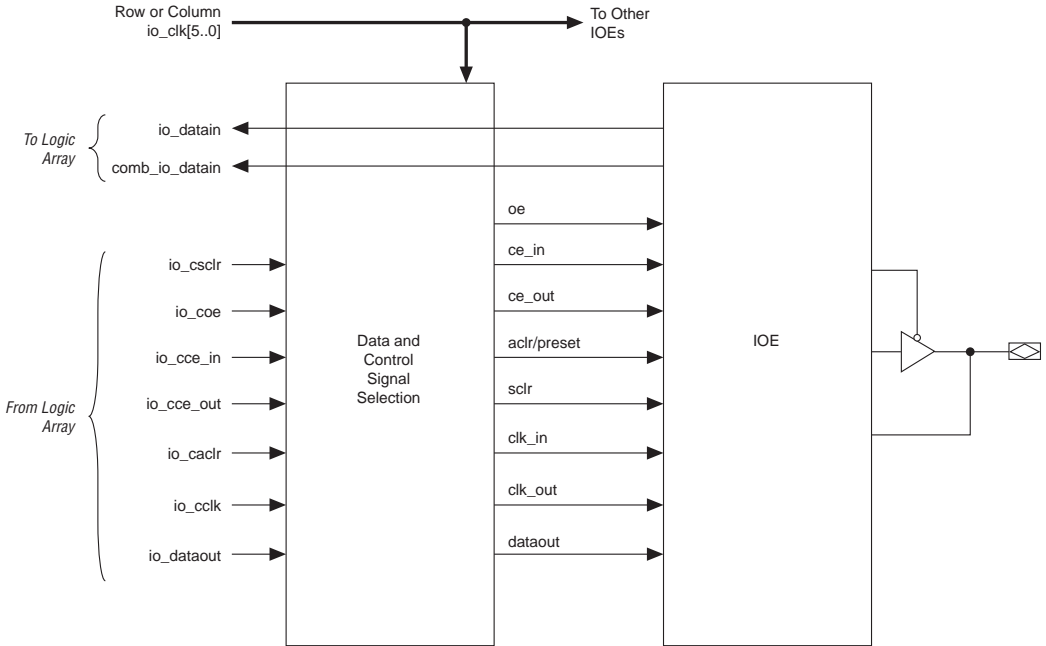 Row or Column
io_clk[5..0]
To Other
IOEs
To Logic
Array
io_datain
comb_io_datain
oe
ce_in
ce_out
aclr/preset
sclr
clk_in
clk_out
dataout
From Logic
Array
io_csclr
io_coe
io_cce_in
io_cce_out
io_caclr
io_cclk
io_dataout
Data and
Control
Signal
Selection
IOE